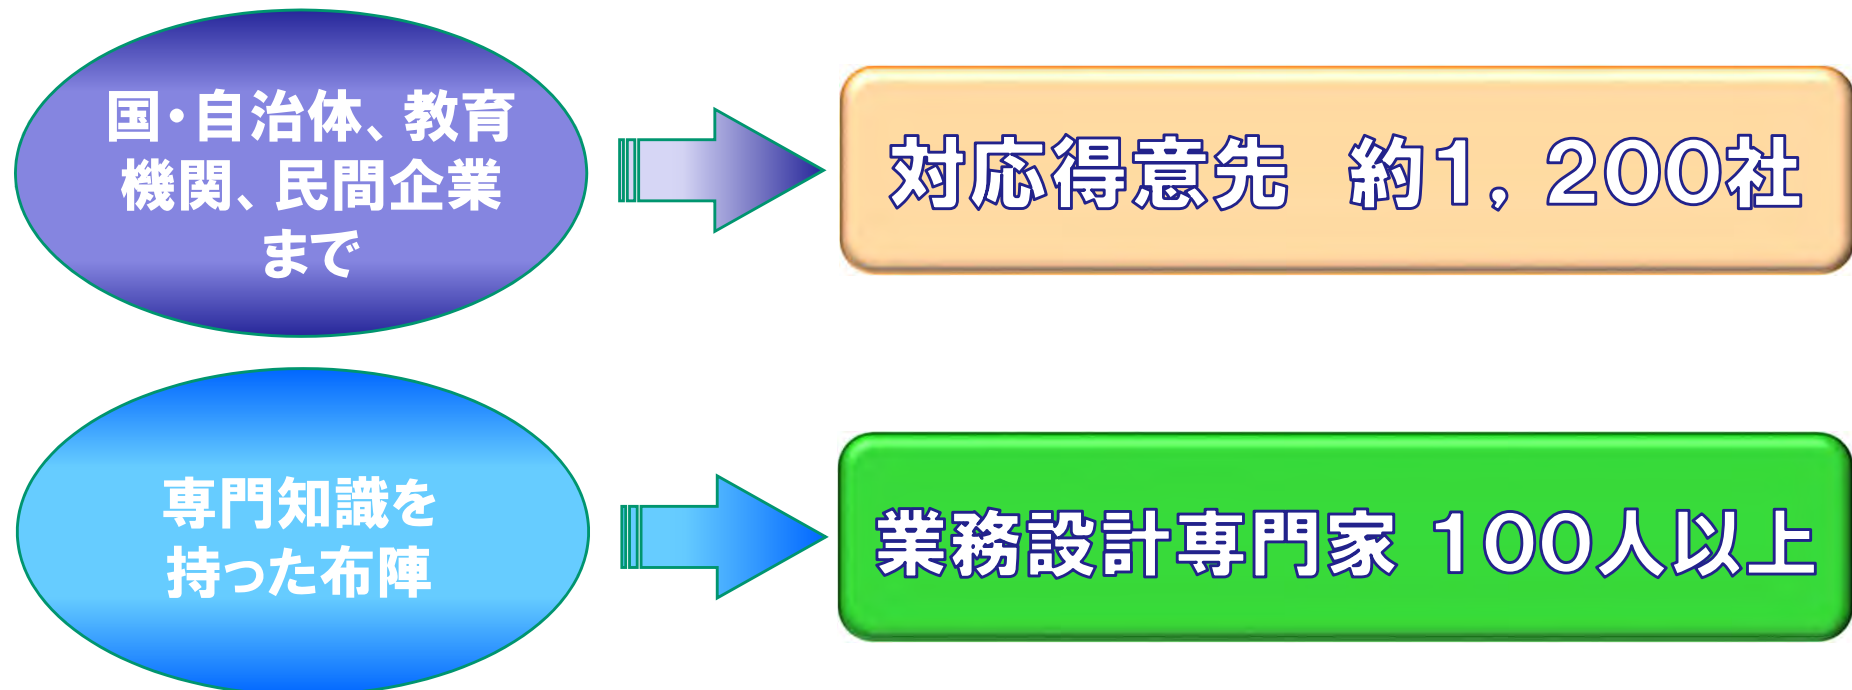 国・自治体、教育
機関、民間企業
まで
対応得意先　約１，２００社
専門知識を
持った布陣
業務設計専門家 １００人以上